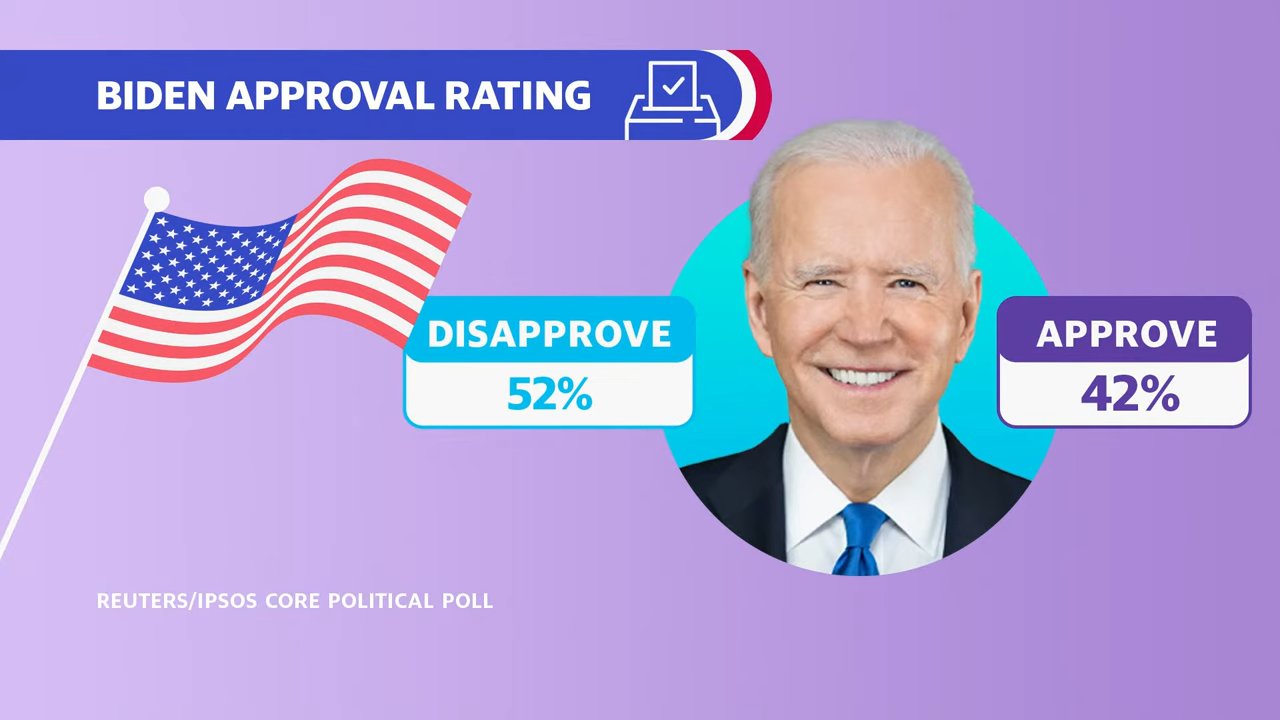 BIDEN APPROVAL RATING
DISAPPROVE
52%
APPROVE
42%
REUTERS/IPSOS CORE POLITICAL POLL